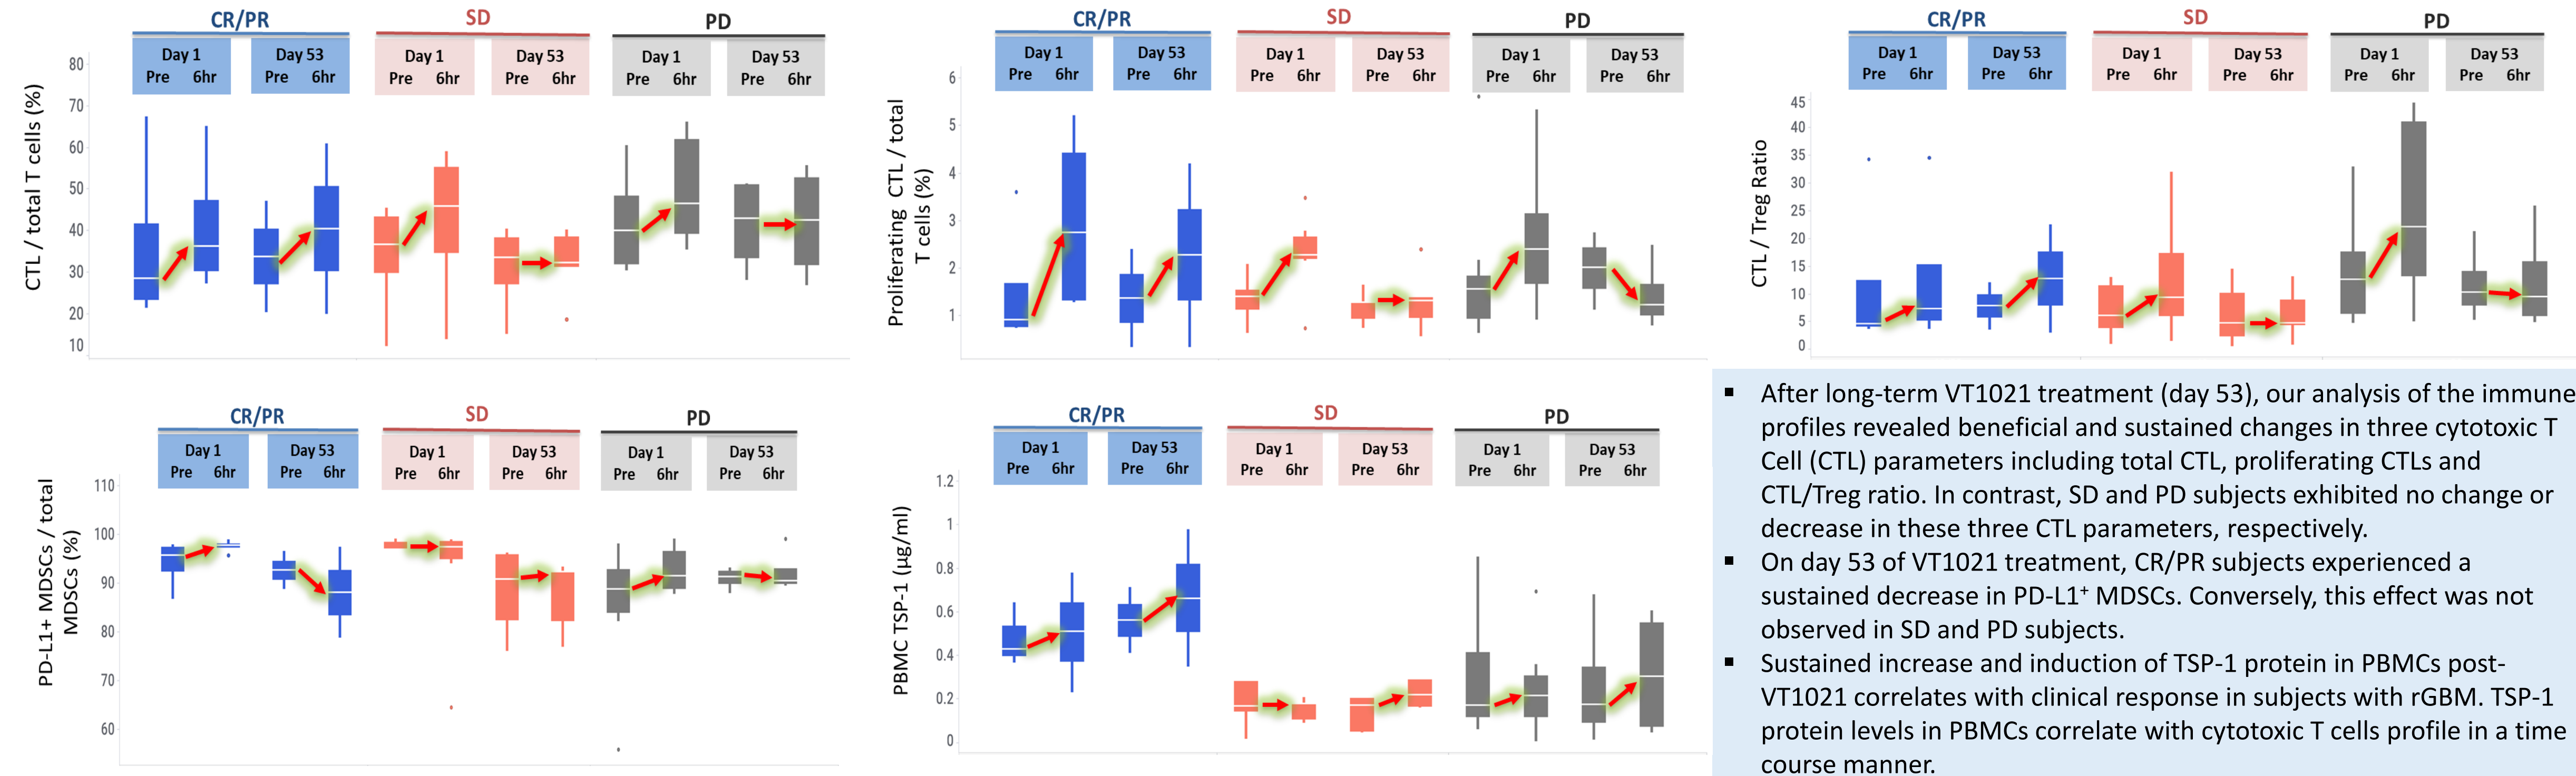 CR/PR SD PD
Day 1 Day 53 Day 1 Day 53 Day 1 Day 53
Pre 6hr Pre 6hr Pre 6hr Pre 6hr Pre 6hr Pre 6hr
CTL / total T cells (%)
80
70
60
50
40
30
20
10
CR/PR SD PD
Day 1 Day 53 Day 1 Day 53 Day 1 Day 53
Pre 6hr Pre 6hr Pre 6hr Pre 6hr Pre 6hr Pre 6hr
Proliferating CTL / total
T cells (%)
6
5
4
3
2
1
CR/PR SD PD
Day 1 Day 53 Day 1 Day 53 Day 1 Day 53
Pre 6hr Pre 6hr Pre 6hr Pre 6hr Pre 6hr Pre 6hr
CTL / Treg Ratio
45
40
35
30
25
20
15
10
5
0
CR/PR SD PD
Day 1 Day 53 Day 1 Day 53 Day 1 Day 53
Pre 6hr Pre 6hr Pre 6hr Pre 6hr Pre 6hr Pre 6hr
PD-L1+ MDSCs / total
MDSCs (%)
110
100
90
80
70
60
CR/PR SD PD
Day 1 Day 53 Day 1 Day 53 Day 1 Day 53
Pre 6hr Pre 6hr Pre 6hr Pre 6hr Pre 6hr Pre 6hr
PBMC TSP-1 (µg/ml)
1.2
1
0.8
0.6
0.4
0.2
0
▪ After long-term VT1021 treatment (day 53), our analysis of the immune
profiles revealed beneficial and sustained changes in three cytotoxic T
Cell (CTL) parameters including total CTL, proliferating CTLs and
CTL/Treg ratio. In contrast, SD and PD subjects exhibited no change or
decrease in these three CTL parameters, respectively.
▪ On day 53 of VT1021 treatment, CR/PR subjects experienced a
sustained decrease in PD-L1⁺ MDSCs. Conversely, this effect was not
observed in SD and PD subjects.
▪ Sustained increase and induction of TSP-1 protein in PBMCs post-
VT1021 correlates with clinical response in subjects with rGBM. TSP-1
protein levels in PBMCs correlate with cytotoxic T cells profile in a time
course manner.